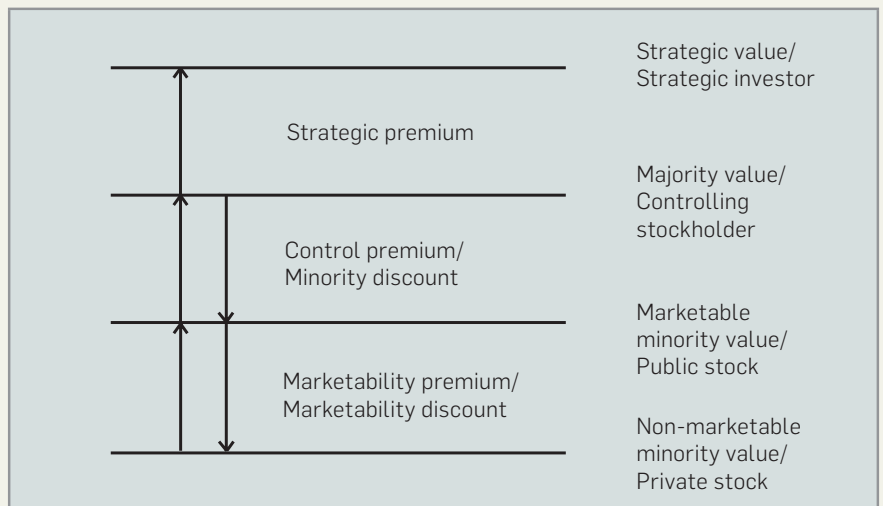 Strategic value/
Strategic investor
Strategic premium
Majority value/
Controlling
stockholder
Control premium/
Minority discount
Marketable
minority value/
Public stock
Marketability premium/
Marketability discount
Non-marketable
minority value/
Private stock